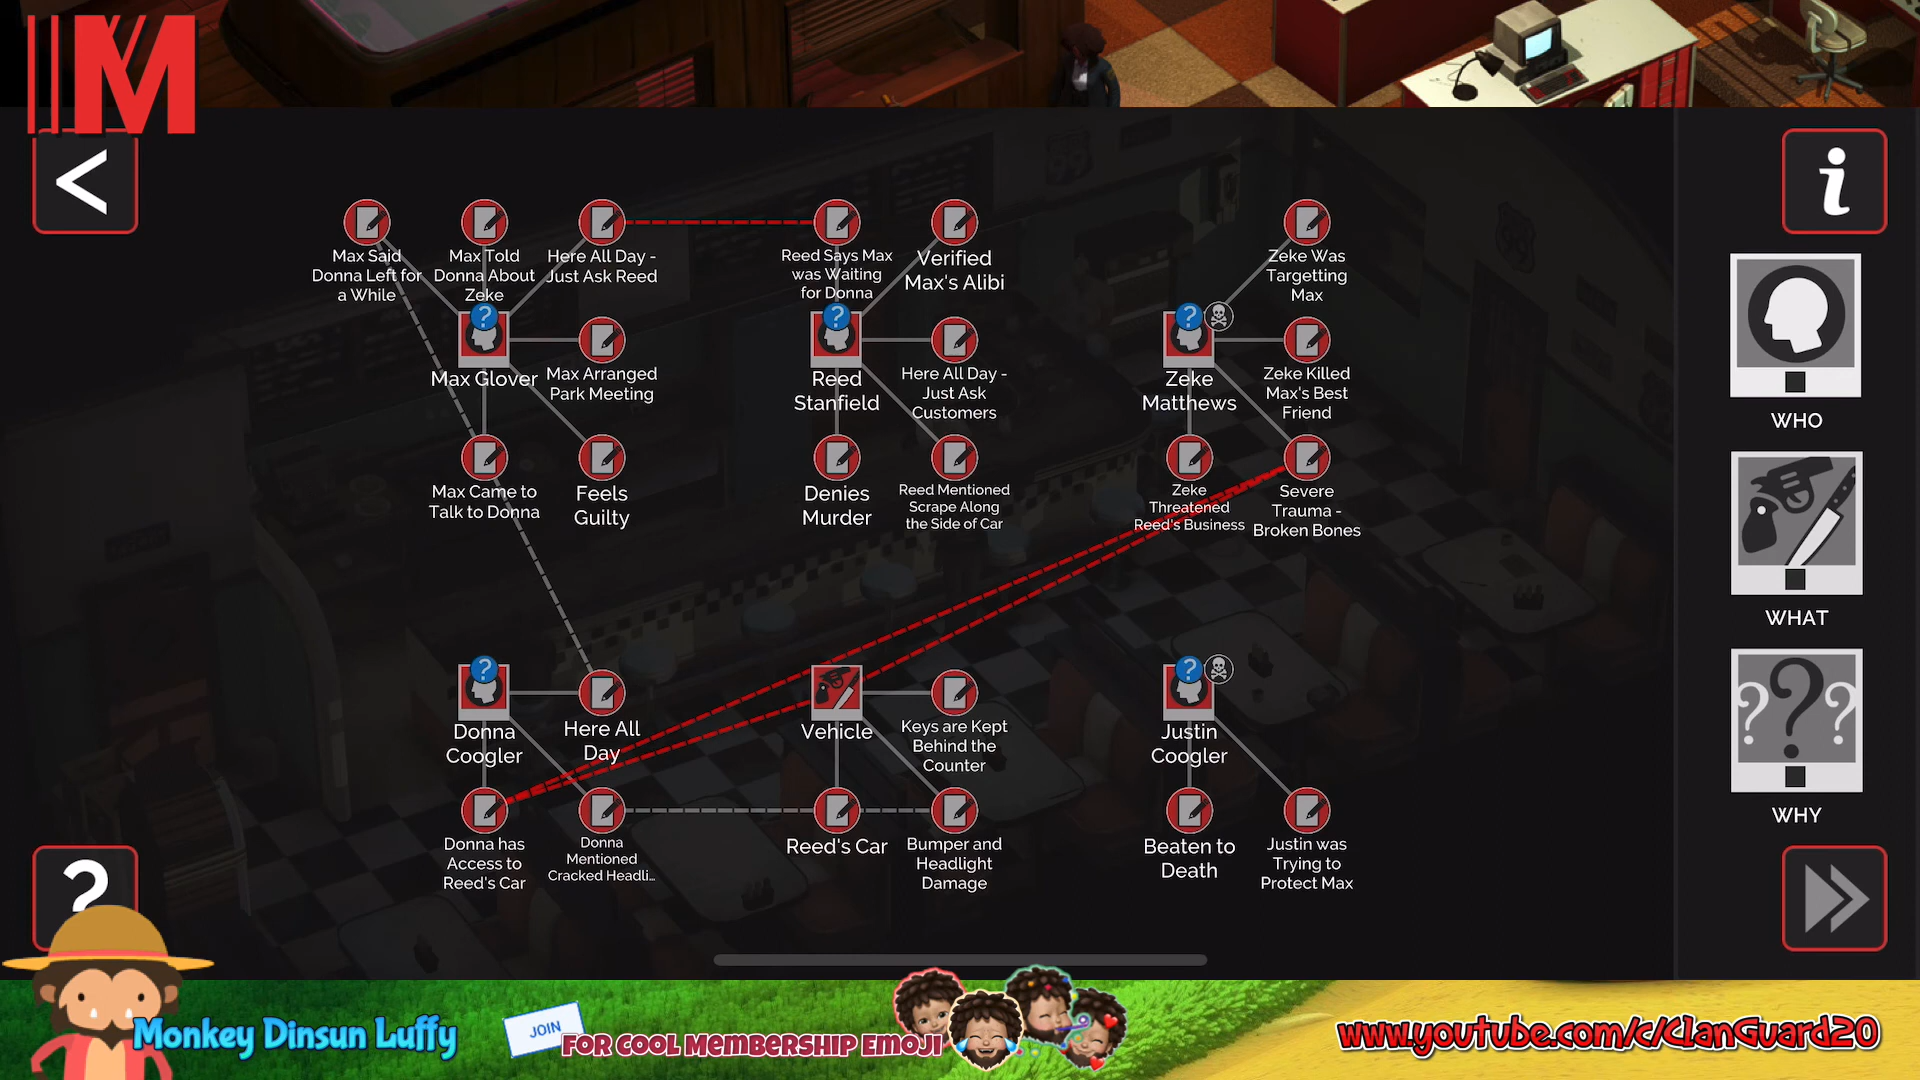 M
<
i
Max Said
Donna Left for
a While
Max Told
Donna About
Zeke
Here All Day -
Just Ask Reed
Reed Says Max
was Waiting
for Donna
Verified
Max's Alibi
Zeke Was
Targetting
Max
?
?
?
Max Glover
Max Arranged
Park Meeting
Reed
Stanfield
Here All Day -
Just Ask
Customers
Zeke
Matthews
Zeke Killed
Max's Best
Friend
WHO
Max Came to
Talk to Donna
Feels
Guilty
Denies
Murder
Reed Mentioned
Scrape Along
the Side of Car
Zeke
Threatened
Reed's Business
Severe
Trauma -
Broken Bones
WHAT
?
?
Donna
Coogler
Here All
Day
Vehicle
Keys are Kept
Behind the
Counter
Justin
Coogler
? ? ?
WHY
Donna has
Access to
Reed's Car
Donna
Mentioned
Cracked Headli...
Reed's Car
Bumper and
Headlight
Damage
Beaten to
Death
Justin was
Trying to
Protect Max
?
Monkey Dinsun Luffy
JOIN
FOR COOL MEMBERSHIP EMOJI
www.youtube.com/c/ClanGuard20